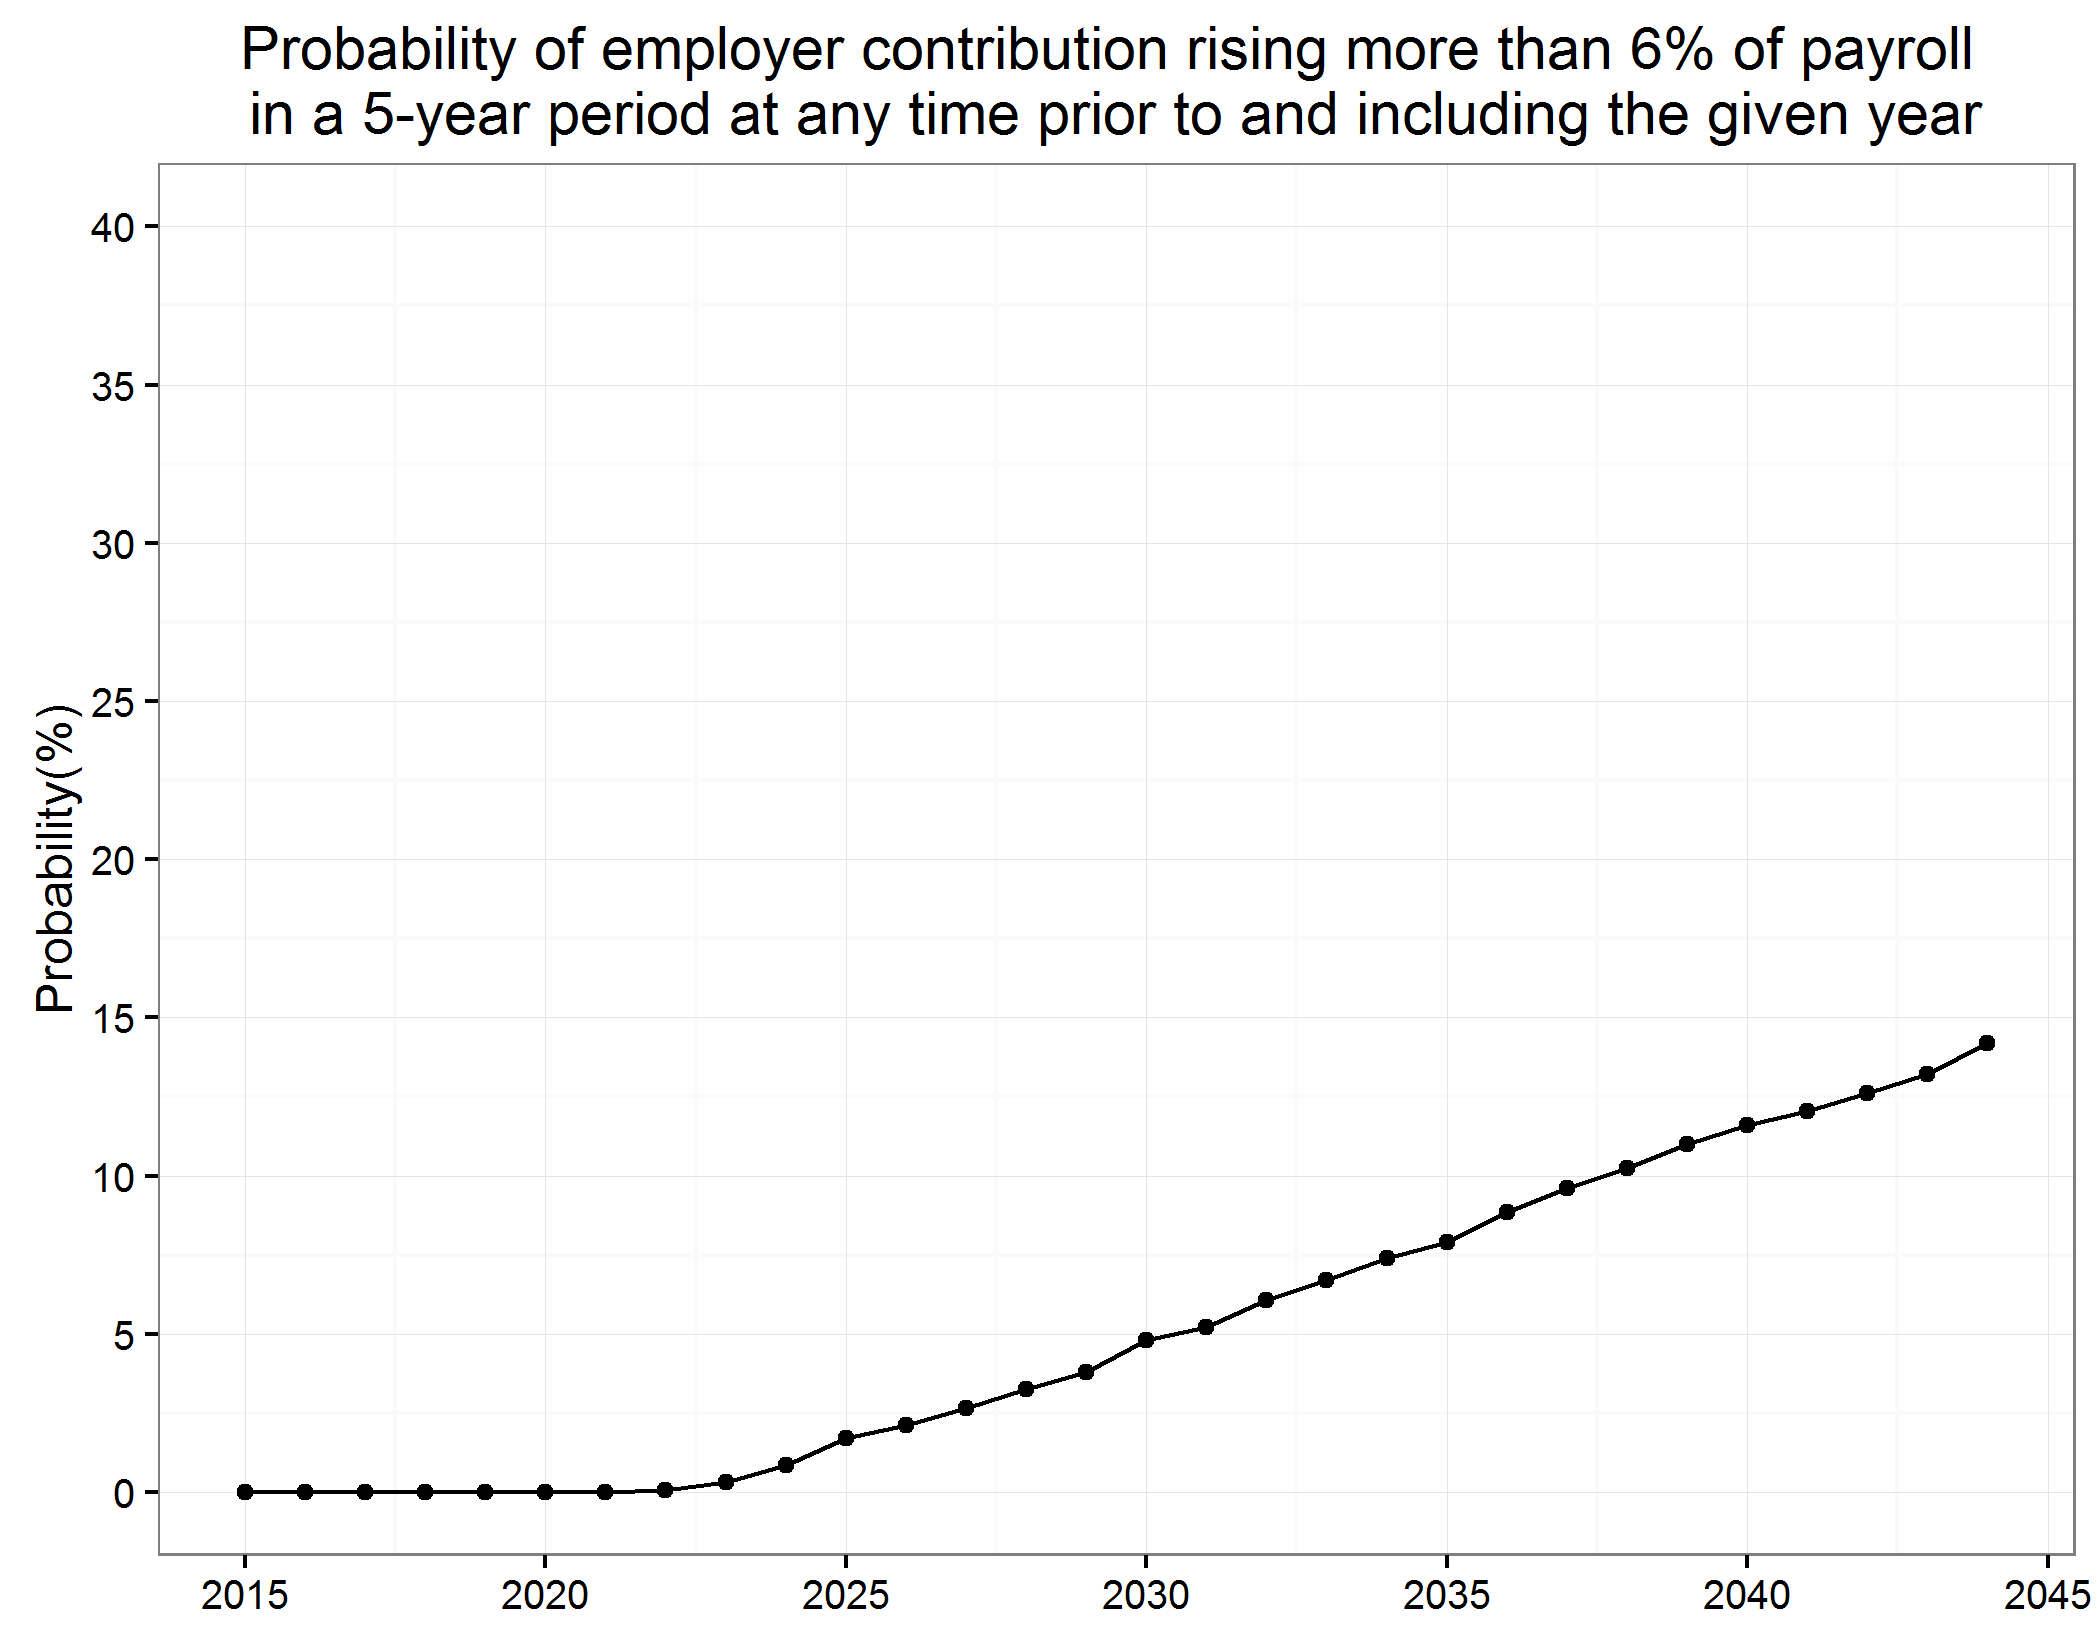 Probability of employer contribution rising more than 6% of payroll
in a 5-year period at any time prior to and including the given year
40
35
30
25
20
15
10
5
0
Probability(%)
2015 2020 2025 2030 2035 2040 2045